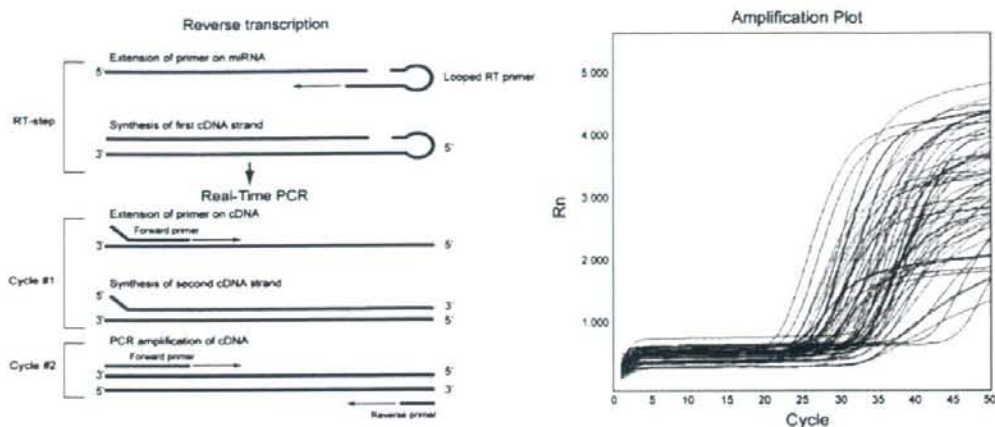 Reverse transcription
Extension of primer on miRNA
5'
Looped RT primer
RT-step
Synthesis of first cDNA strand
3' 5'
Real-Time PCR
Extension of primer on cDNA
Forward primer
3' 5'
Cycle #1
Synthesis of second cDNA strand
5' 3'
3' 5'
PCR amplification of cDNA
Forward primer
Cycle #2
3' 5'
5' 3'
Reverse primer
Amplification Plot
Rn
5 000
4 000
3 000
2 000
1 000
0 5 10 15 20 25 30 35 40 45 50
Cycle